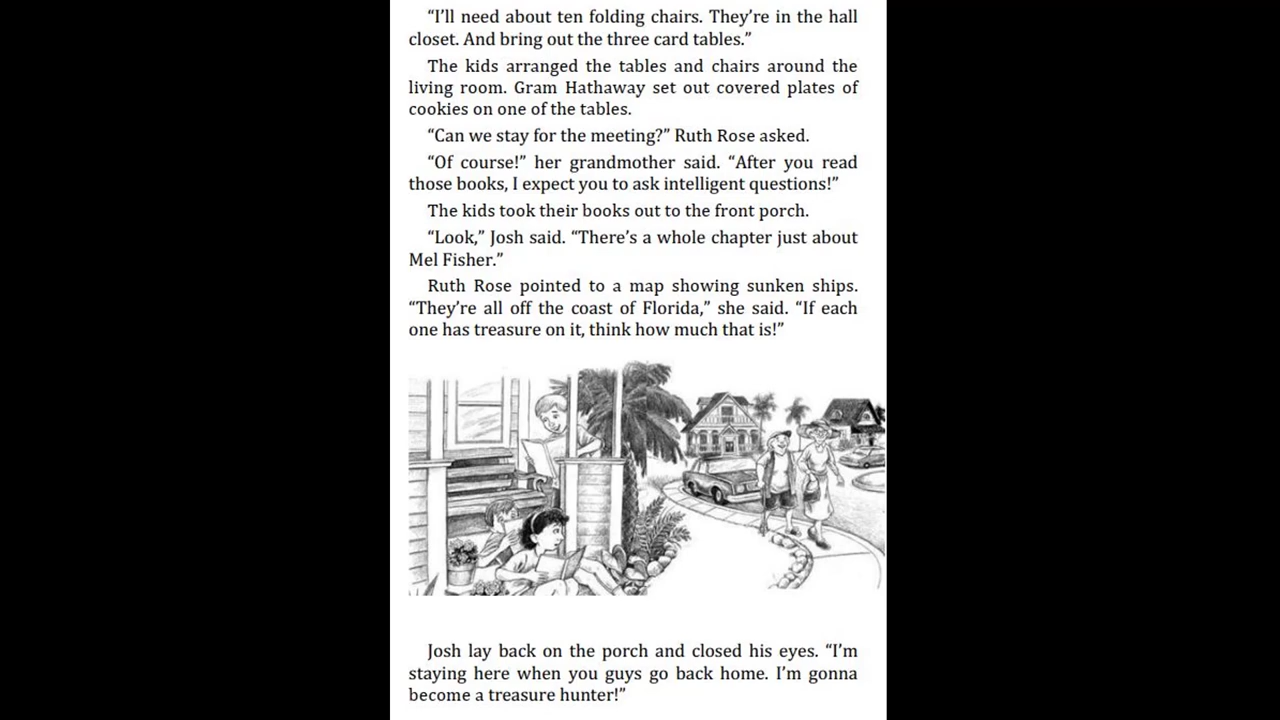 “I’ll need about ten folding chairs. They’re in the hall
closet. And bring out the three card tables.”
The kids arranged the tables and chairs around the
living room. Gram Hathaway set out covered plates of
cookies on one of the tables.
“Can we stay for the meeting?” Ruth Rose asked.
“Of course!” her grandmother said. “After you read
those books, I expect you to ask intelligent questions!”
The kids took their books out to the front porch.
“Look,” Josh said. “There’s a whole chapter just about
Mel Fisher.”
Ruth Rose pointed to a map showing sunken ships.
“They’re all off the coast of Florida,” she said. “If each
one has treasure on it, think how much that is!”
Josh lay back on the porch and closed his eyes. “I’m
staying here when you guys go back home. I’m gonna
become a treasure hunter!”